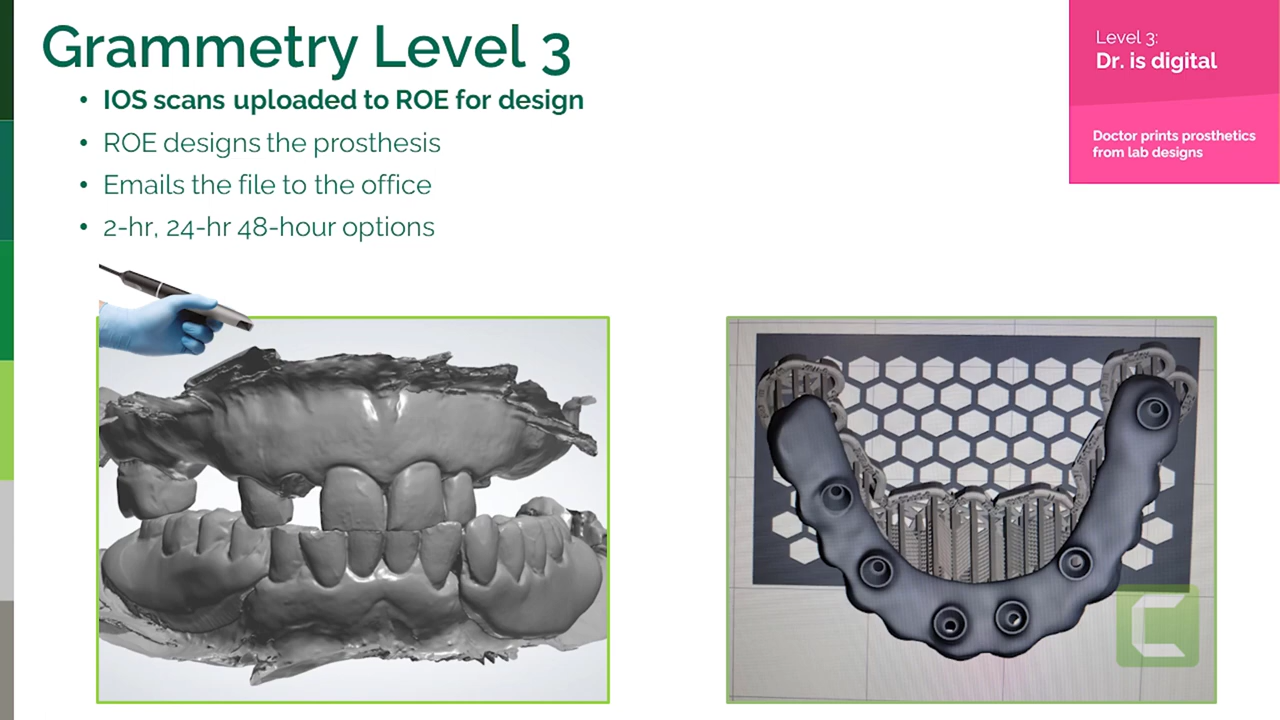 Grammetry Level 3
• IOS scans uploaded to ROE for design
• ROE designs the prosthesis
• Emails the file to the office
• 2-hr, 24-hr 48-hour options
Level 3:
Dr. is digital
Doctor prints prosthetics
from lab designs